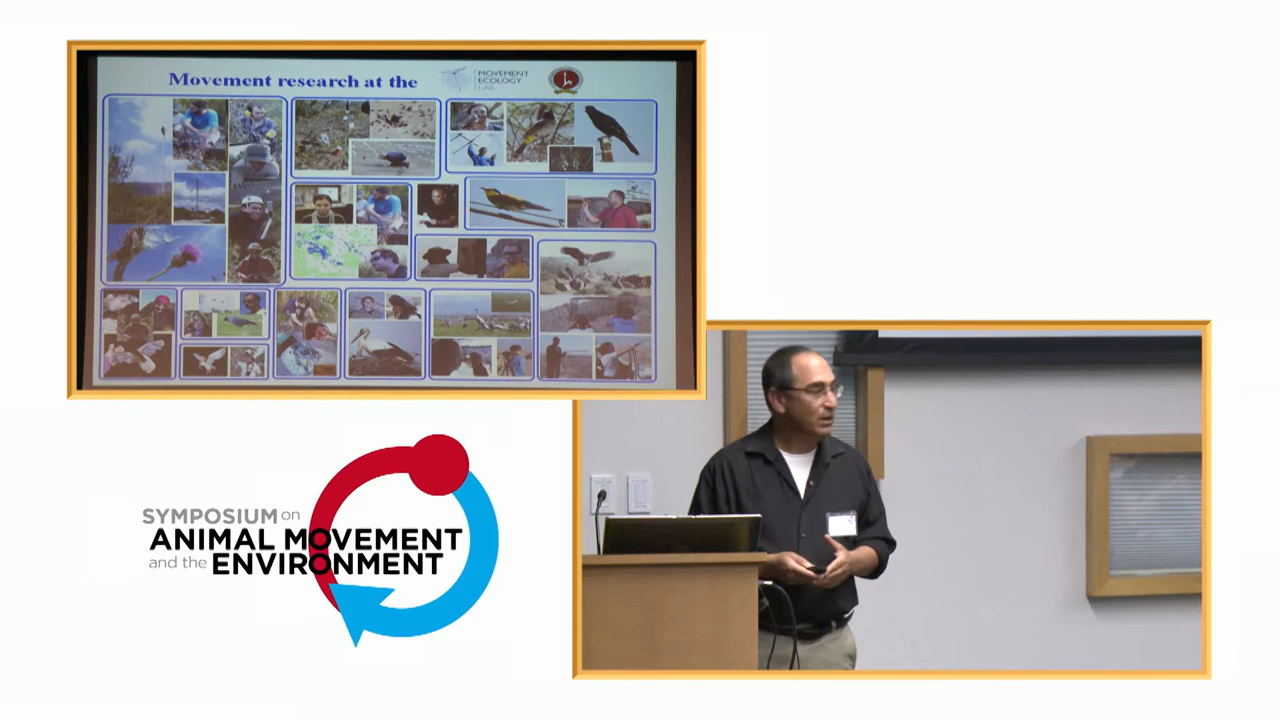 Movement research at the
MOVEMENT
ECOLOGY
LAB
SYMPOSIUM on
ANIMAL MOVEMENT
and the ENVIRONMENT